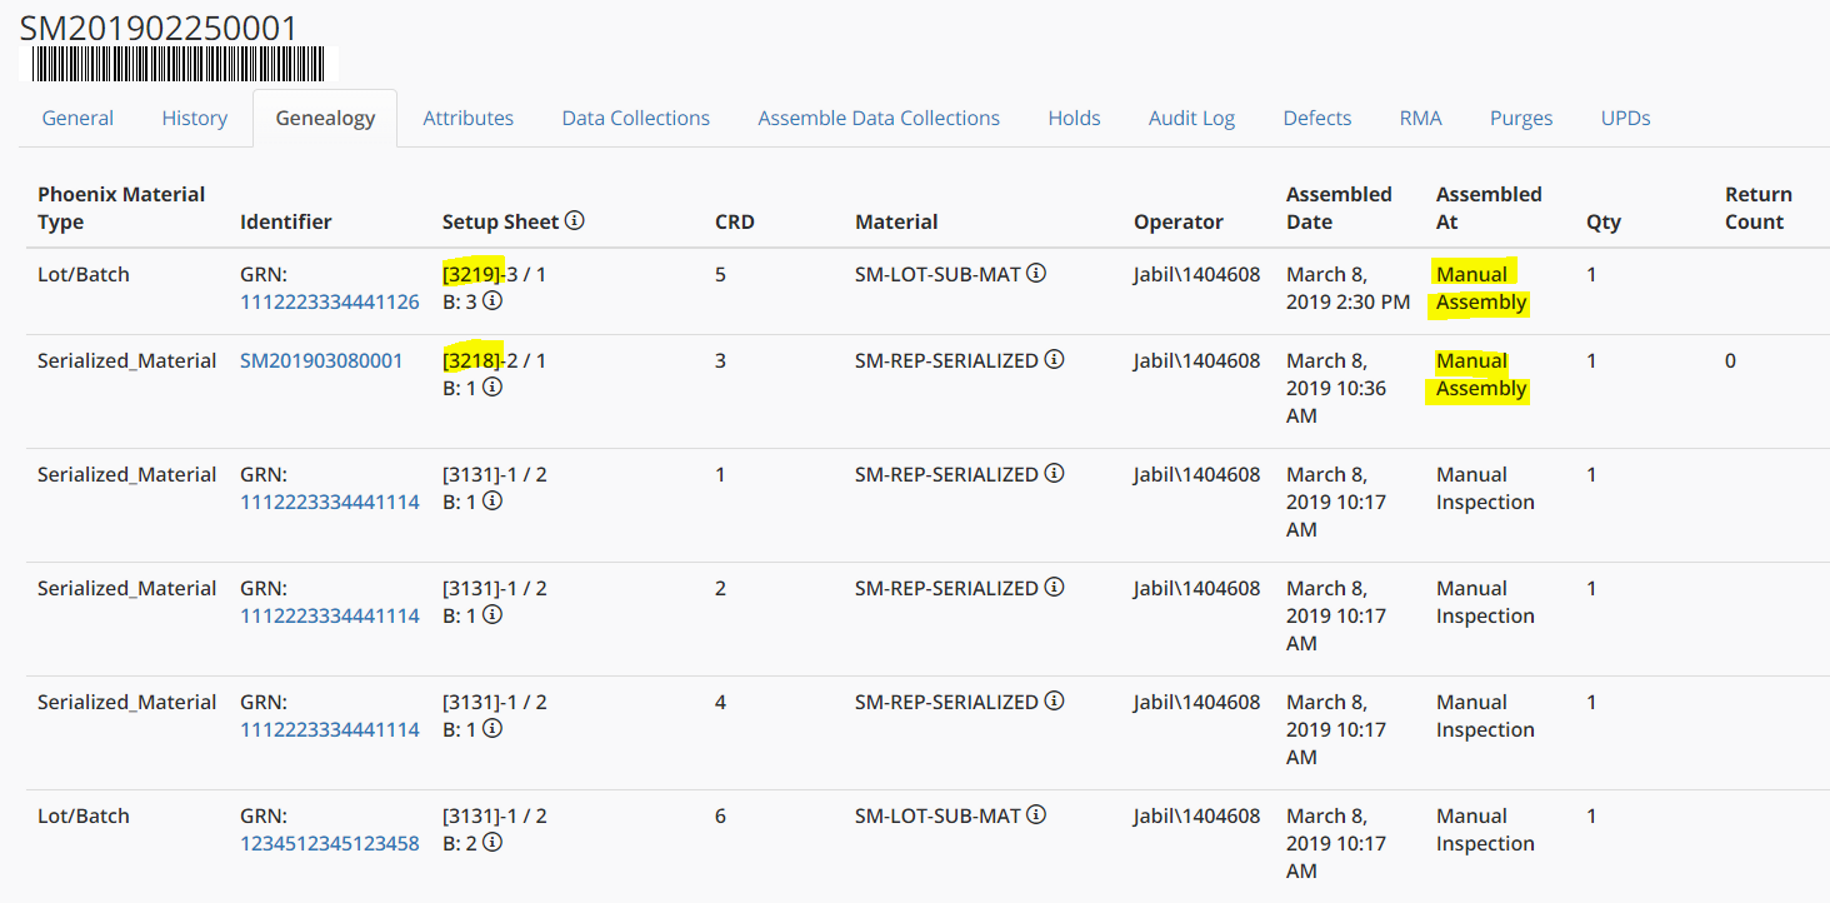 SM201902250001
General History Genealogy Attributes Data Collections Assemble Data Collections Holds Audit Log Defects RMA Purges UPDs
Phoenix Material Type Identifier Setup Sheet CRD Material Operator Assembled Date Assembled At Qty Return Count
Lot/Batch GRN: [3219]-3 / 1 5 SM-LOT-SUB-MAT Jabil\1404608 March 8, Manual 1
1112223334441126 B: 3 2019 2:30 PM Assembly
Serialized_Material SM201903080001 [3218]-2 / 1 3 SM-REP-SERIALIZED Jabil\1404608 March 8, Manual 1 0
B: 1 2019 10:36 Assembly
AM
Serialized_Material GRN: [3131]-1 / 2 1 SM-REP-SERIALIZED Jabil\1404608 March 8, Manual 1
1112223334441114 B: 1 2019 10:17 Inspection
AM
Serialized_Material GRN: [3131]-1 / 2 2 SM-REP-SERIALIZED Jabil\1404608 March 8, Manual 1
1112223334441114 B: 1 2019 10:17 Inspection
AM
Serialized_Material GRN: [3131]-1 / 2 4 SM-REP-SERIALIZED Jabil\1404608 March 8, Manual 1
1112223334441114 B: 1 2019 10:17 Inspection
AM
Lot/Batch GRN: [3131]-1 / 2 6 SM-LOT-SUB-MAT Jabil\1404608 March 8, Manual 1
1234512345123458 B: 2 2019 10:17 Inspection
AM